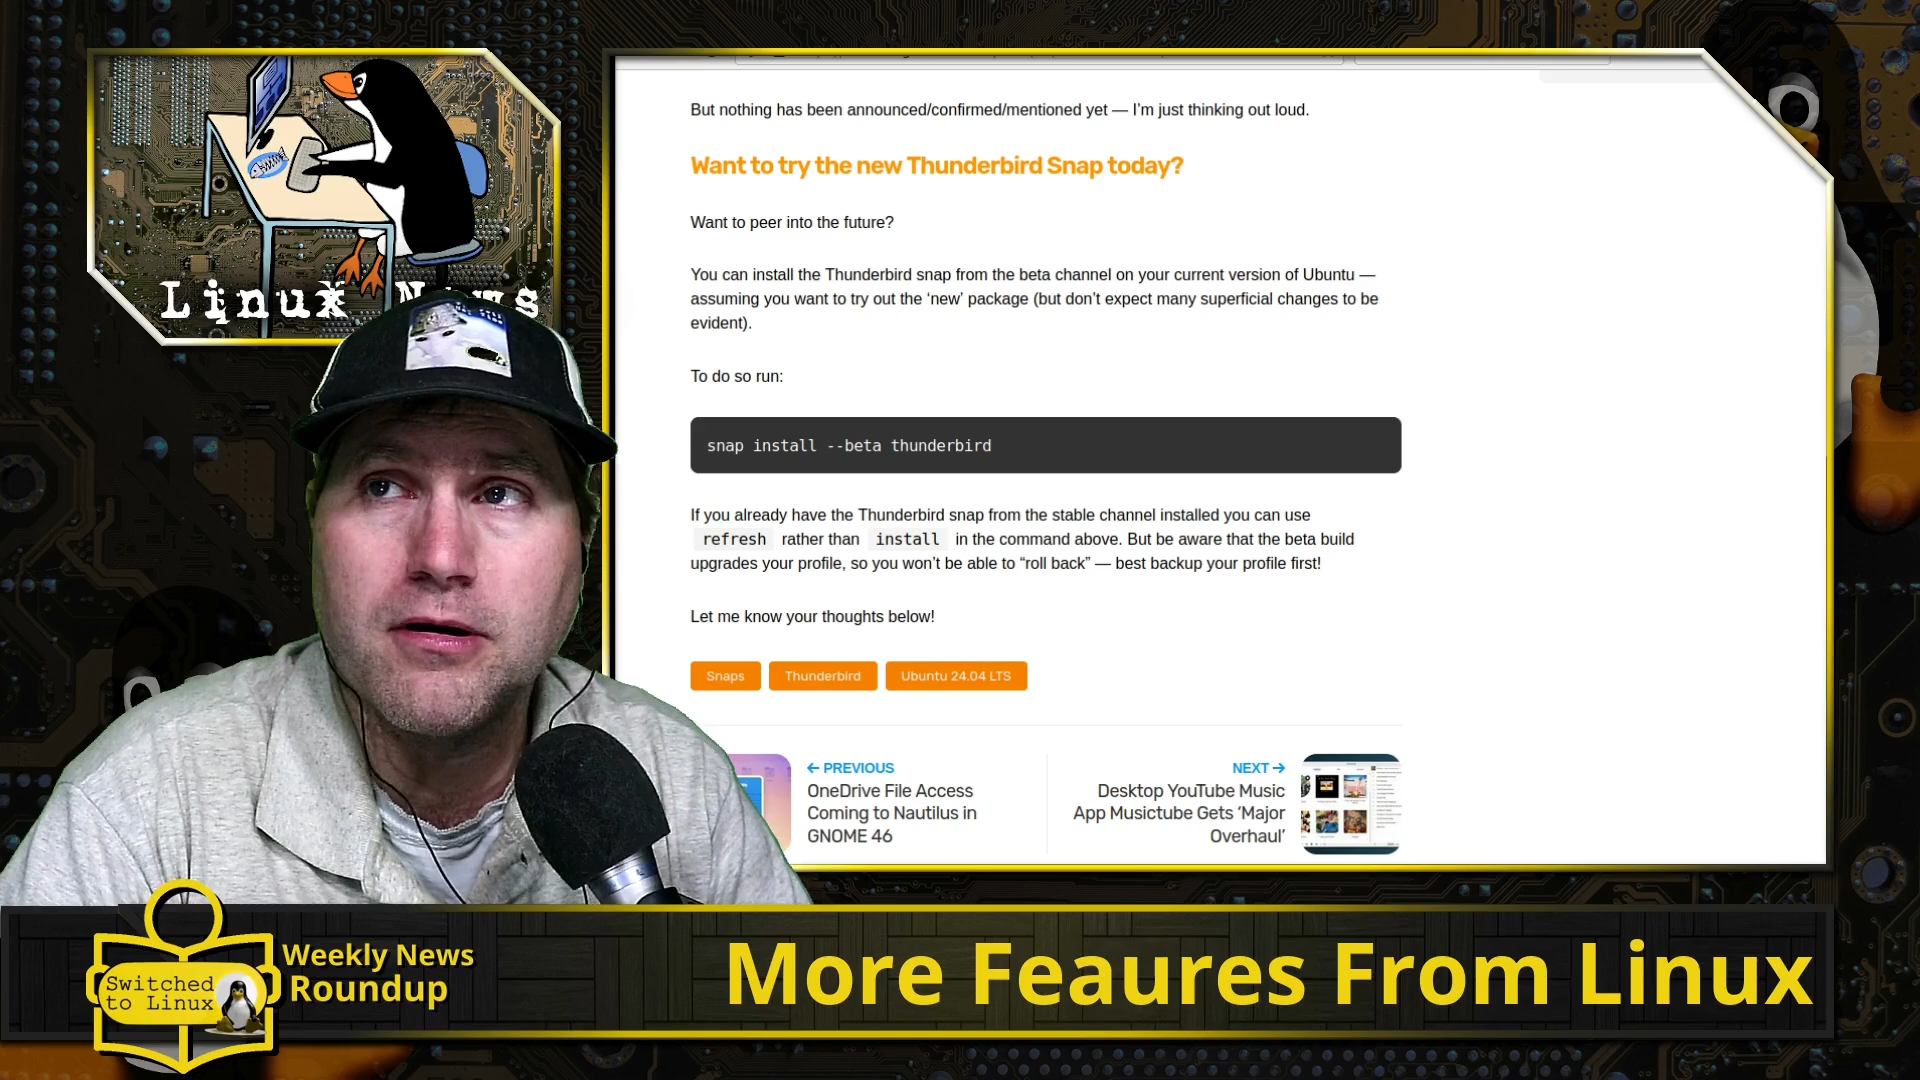 Linux News
But nothing has been announced/confirmed/mentioned yet — I’m just thinking out loud.
Want to try the new Thunderbird Snap today?
Want to peer into the future?
You can install the Thunderbird snap from the beta channel on your current version of Ubuntu —
assuming you want to try out the ‘new’ package (but don’t expect many superficial changes to be
evident).
To do so run:
snap install --beta thunderbird
If you already have the Thunderbird snap from the stable channel installed you can use
refresh rather than install in the command above. But be aware that the beta build
upgrades your profile, so you won’t be able to “roll back” — best backup your profile first!
Let me know your thoughts below!
Snaps Thunderbird Ubuntu 24.04 LTS
← PREVIOUS
OneDrive File Access
Coming to Nautilus in
GNOME 46
NEXT →
Desktop YouTube Music
App Musictube Gets ‘Major
Overhaul’
Switched
to Linux
Weekly News
Roundup
More Feaures From Linux